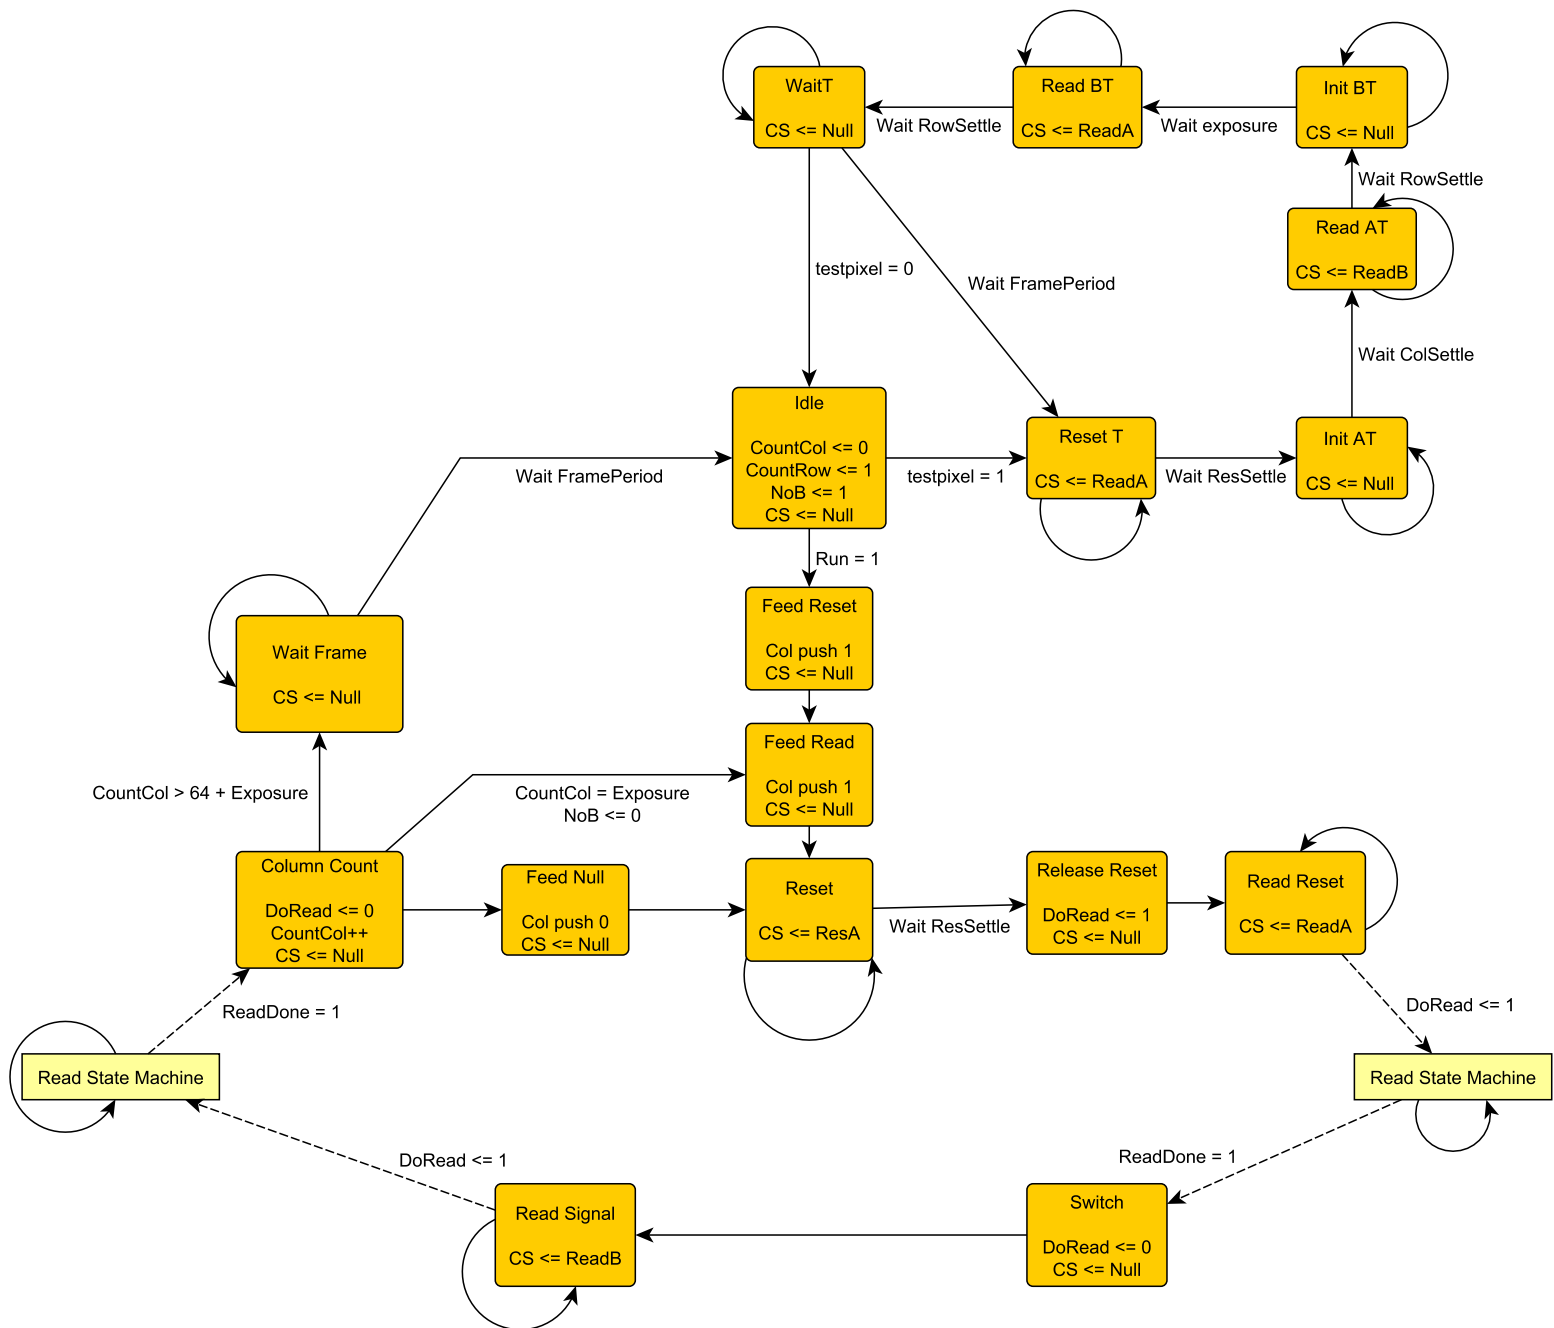 WaitT
CS <= Null
Read BT
CS <= ReadA
Init BT
CS <= Null
Wait RowSettle
Wait exposure
Wait RowSettle
Read AT
CS <= ReadB
testpixel = 0
Wait FramePeriod
Wait ColSettle
Idle
CountCol <= 0
CountRow <= 1
NoB <= 1
CS <= Null
Wait FramePeriod
testpixel = 1
Reset T
CS <= ReadA
Wait ResSettle
Init AT
CS <= Null
Run = 1
Feed Reset
Col push 1
CS <= Null
Wait Frame
CS <= Null
Feed Read
Col push 1
CS <= Null
CountCol > 64 + Exposure
CountCol = Exposure
NoB <= 0
Column Count
DoRead <= 0
CountCol++
CS <= Null
Feed Null
Col push 0
CS <= Null
Reset
CS <= ResA
Wait ResSettle
Release Reset
DoRead <= 1
CS <= Null
Read Reset
CS <= ReadA
ReadDone = 1
DoRead <= 1
Read State Machine
Read State Machine
DoRead <= 1
ReadDone = 1
Read Signal
CS <= ReadB
Switch
DoRead <= 0
CS <= Null